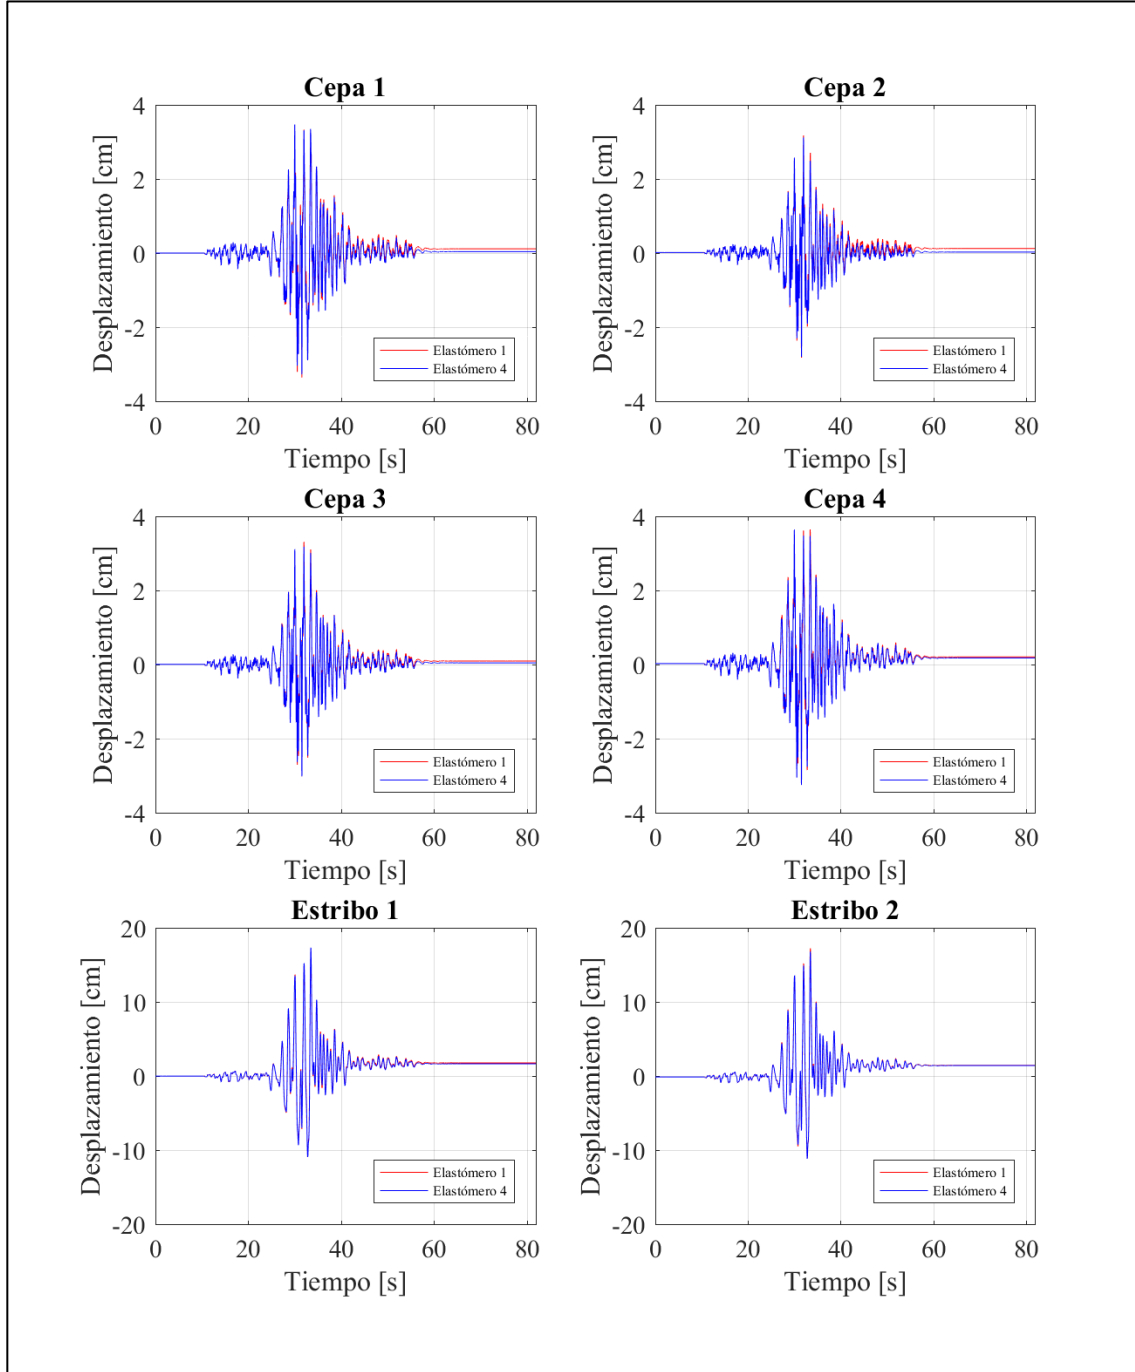 Cepa 1
4
2
0
-2
-4
Desplazamiento [cm]
Elastómero 1
Elastómero 4
0 20 40 60 80
Tiempo [s]
Cepa 2
4
2
0
-2
-4
Desplazamiento [cm]
Elastómero 1
Elastómero 4
0 20 40 60 80
Tiempo [s]
Cepa 3
4
2
0
-2
-4
Desplazamiento [cm]
Elastómero 1
Elastómero 4
0 20 40 60 80
Tiempo [s]
Cepa 4
4
2
0
-2
-4
Desplazamiento [cm]
Elastómero 1
Elastómero 4
0 20 40 60 80
Tiempo [s]
Estribo 1
20
10
0
-10
-20
Desplazamiento [cm]
Elastómero 1
Elastómero 4
0 20 40 60 80
Tiempo [s]
Estribo 2
20
10
0
-10
-20
Desplazamiento [cm]
Elastómero 1
Elastómero 4
0 20 40 60 80
Tiempo [s]